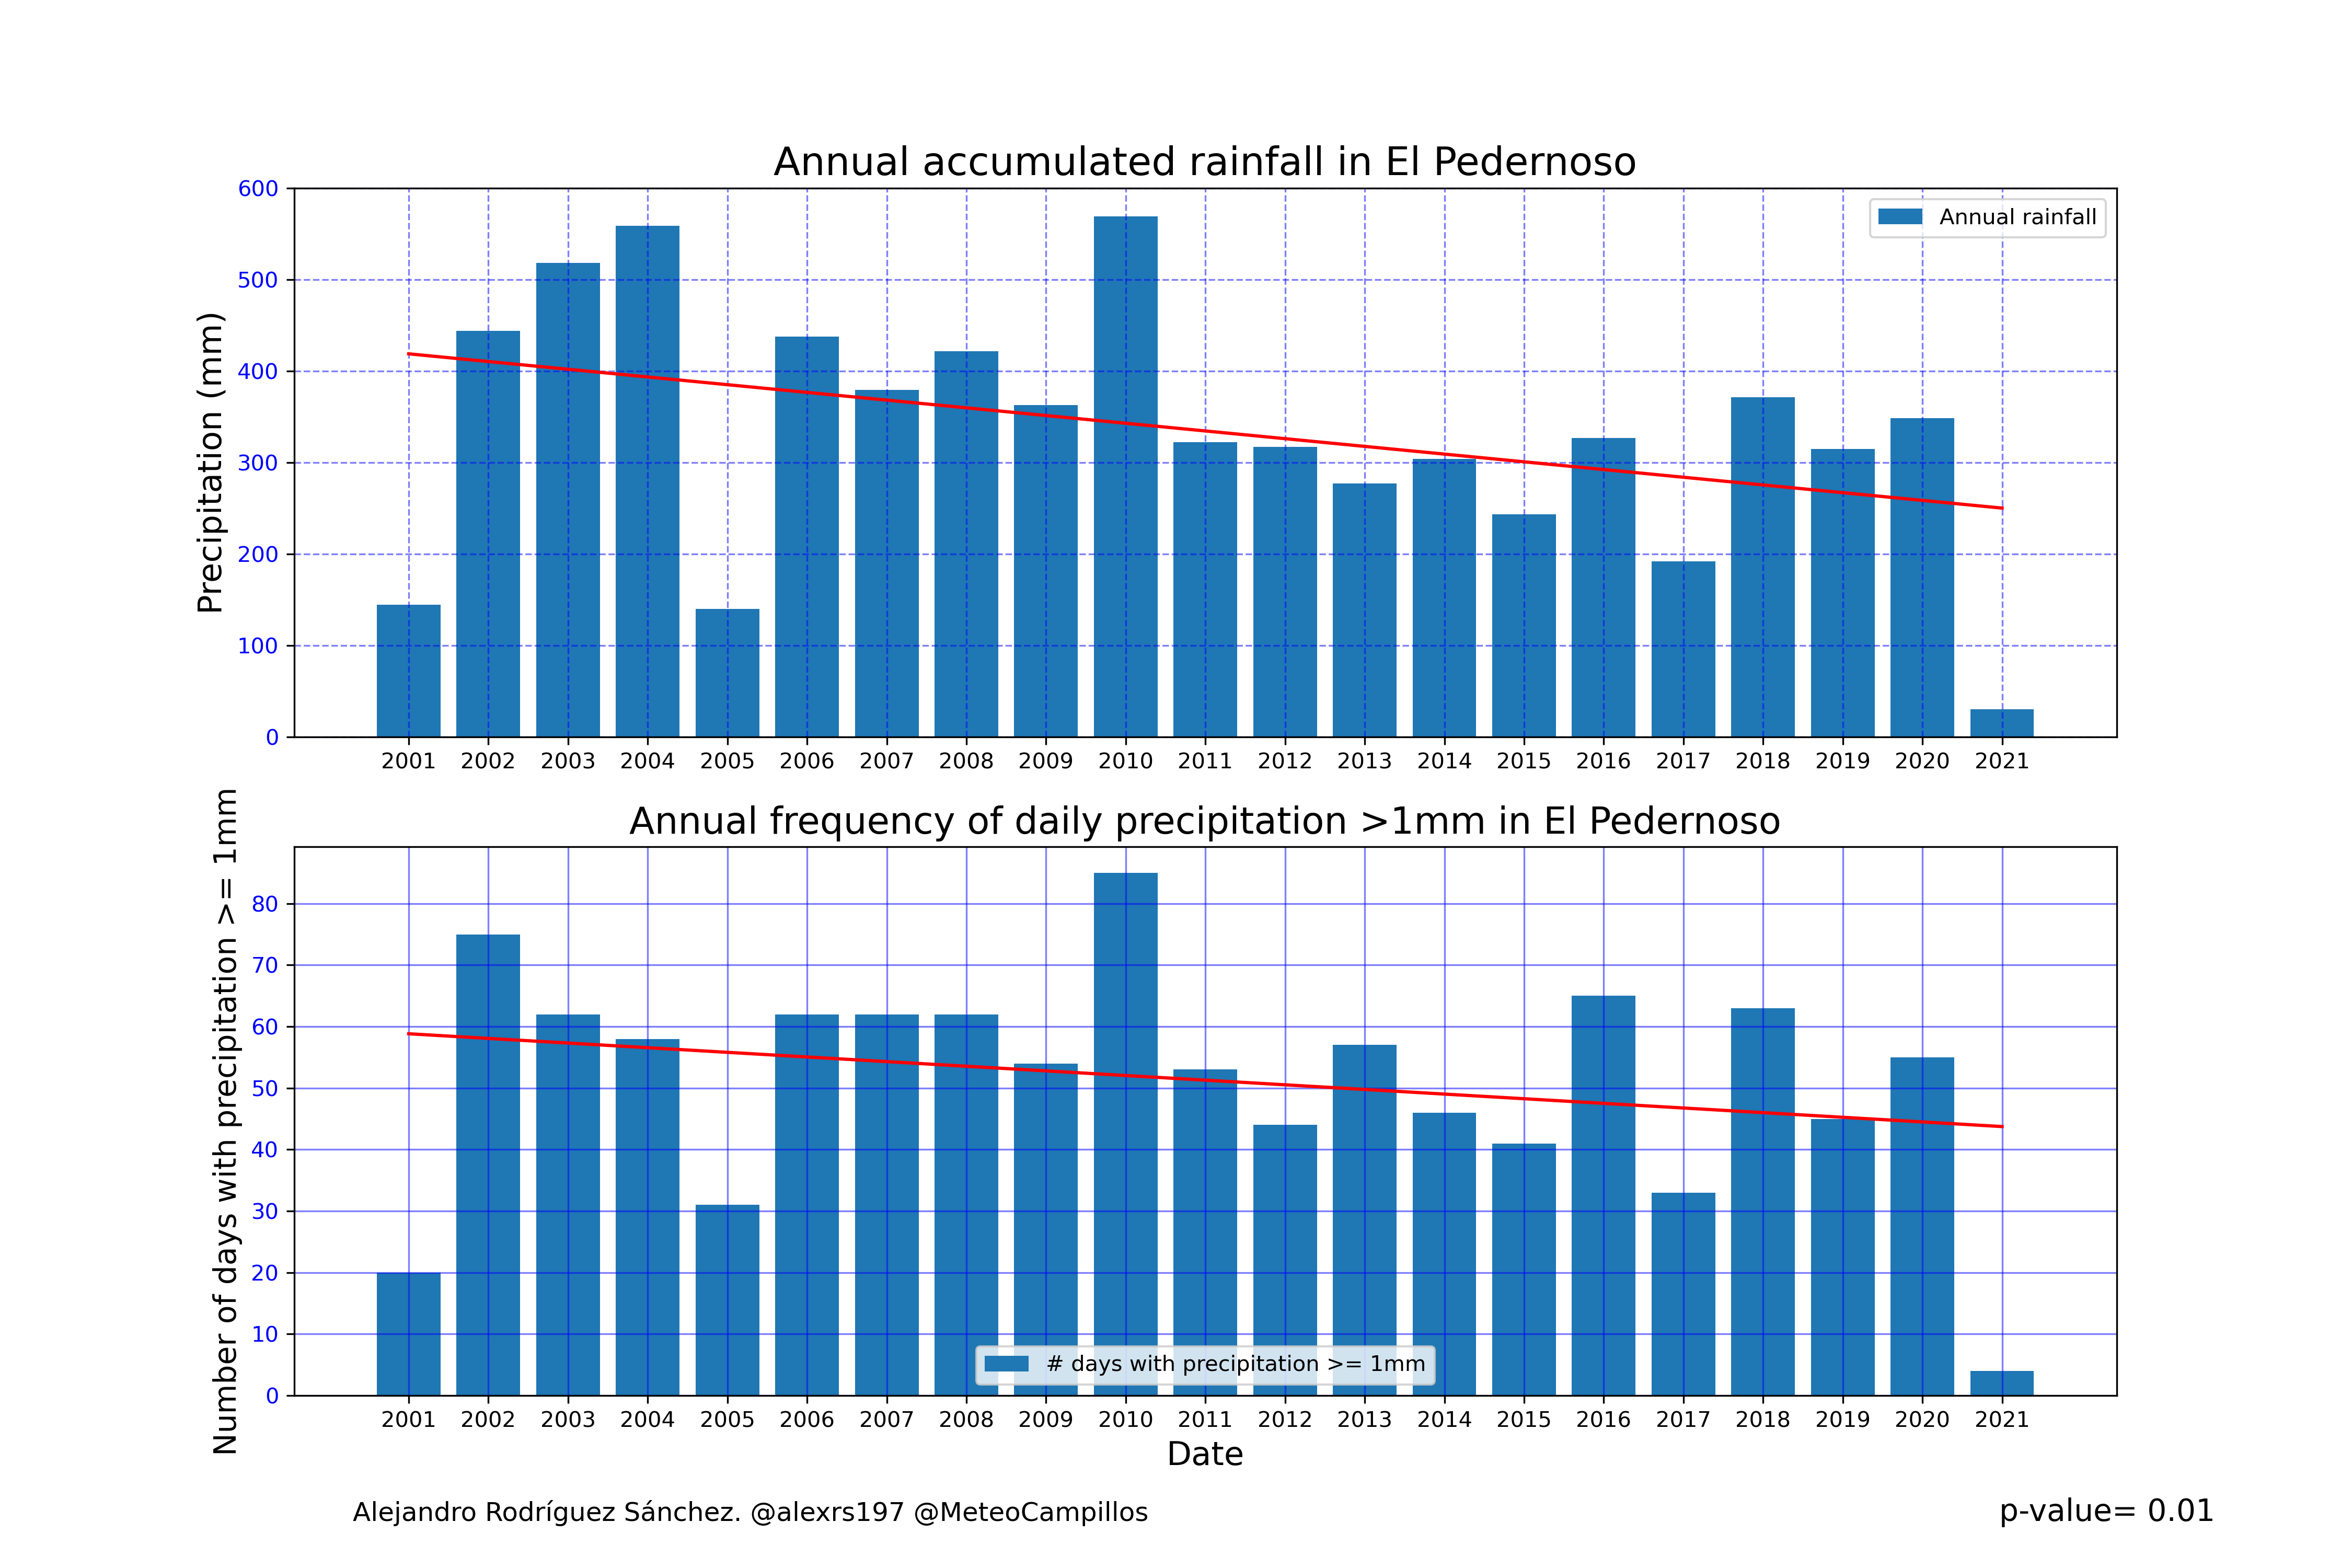 Annual accumulated rainfall in El Pedernoso
Precipitation (mm)
600
500
400
300
200
100
0
Annual rainfall
2001 2002 2003 2004 2005 2006 2007 2008 2009 2010 2011 2012 2013 2014 2015 2016 2017 2018 2019 2020 2021
Annual frequency of daily precipitation >1mm in El Pedernoso
Number of days with precipitation >= 1mm
80
70
60
50
40
30
20
10
0
# days with precipitation >= 1mm
2001 2002 2003 2004 2005 2006 2007 2008 2009 2010 2011 2012 2013 2014 2015 2016 2017 2018 2019 2020 2021
Date
Alejandro Rodríguez Sánchez. @alexrs197 @MeteoCampillos
p-value= 0.01